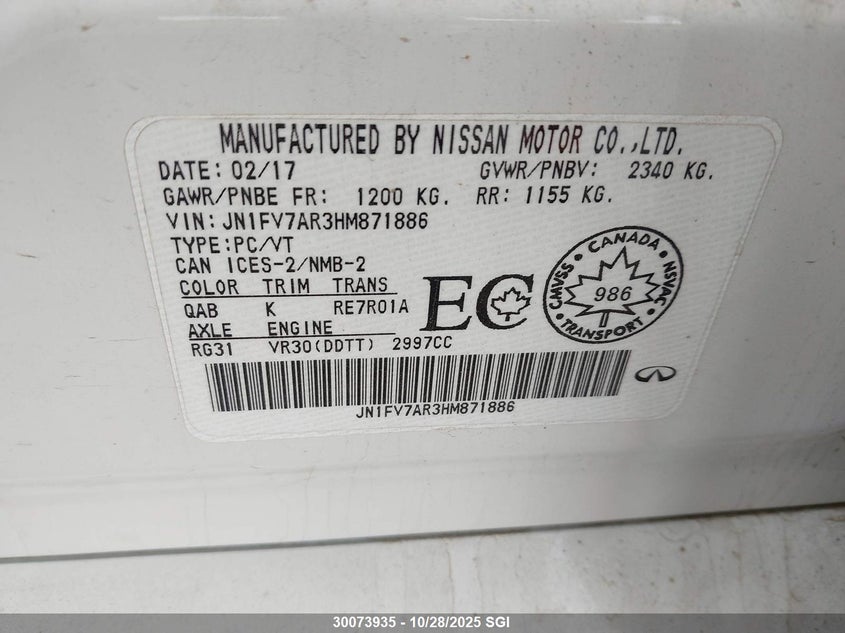 MANUFACTURED BY NISSAN MOTOR CO.,LTD.
DATE: 02/17 GVWR/PNBV: 2340 KG.
GAWR/PNBE FR: 1200 KG. RR: 1155 KG.
VIN: JN1FV7AR3HM871886
TYPE:PC/VT
CAN ICES-2/NMB-2
COLOR TRIM TRANS
QAB K RE7R01A
AXLE ENGINE
RG31 VR30(DDTT) 2997CC
EC
CANADA
CMVSS
986
NSVAC
TRANSPORT
JN1FV7AR3HM871886
30073935 - 10/28/2025 SGI